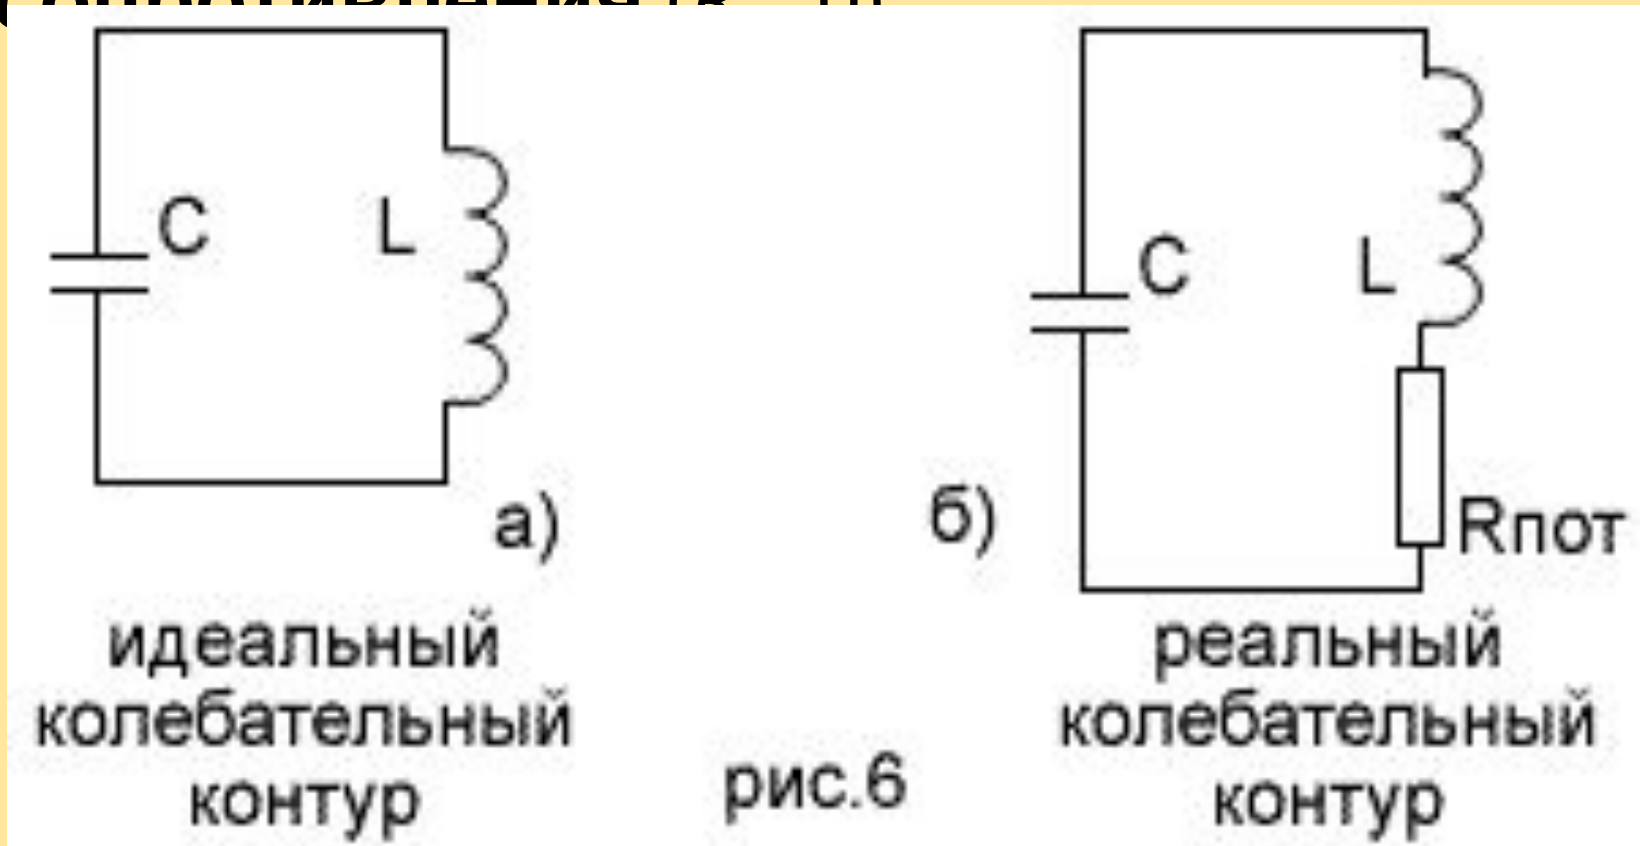 C
L
C
L
а)
б)
Rпот
идеальный
колебательный
контур
рис.6
реальный
колебательный
контур